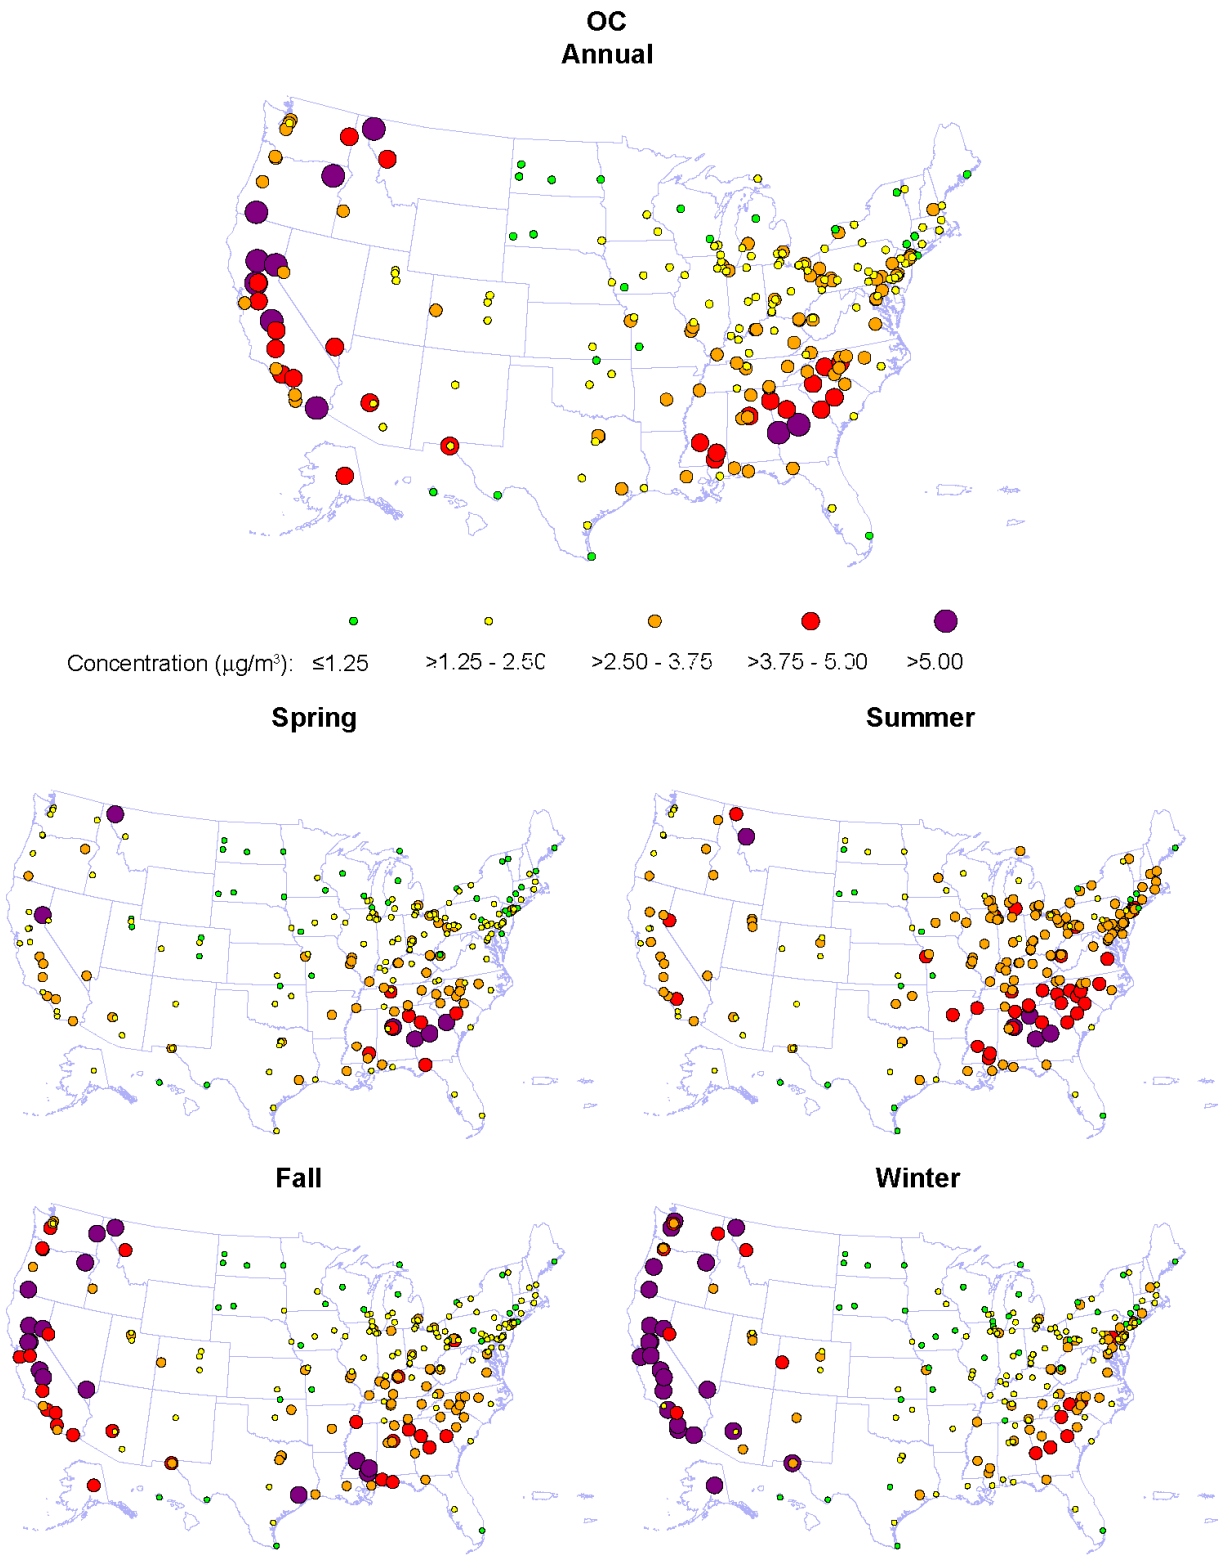 OC
Annual
Concentration (μg/m³): ≤1.25 >1.25 - 2.50 >2.50 - 3.75 >3.75 - 5.00 >5.00
Spring Summer
Fall Winter